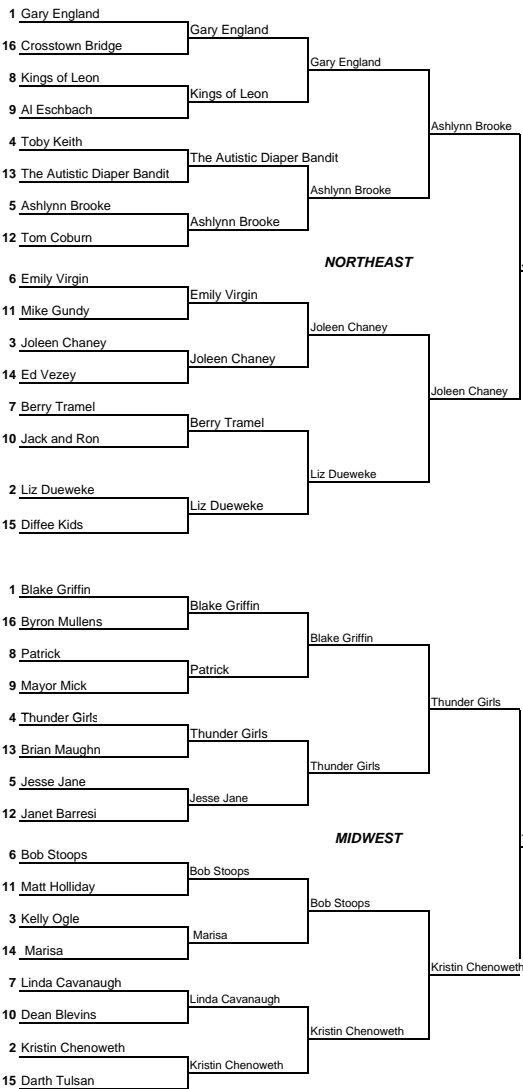 1 Gary England
Gary England
16 Crosstown Bridge
Gary England
8 Kings of Leon
Kings of Leon
9 Al Eschbach
Ashlynn Brooke
4 Toby Keith
The Autistic Diaper Bandit
13 The Autistic Diaper Bandit
Ashlynn Brooke
5 Ashlynn Brooke
Ashlynn Brooke
12 Tom Coburn
NORTHEAST
6 Emily Virgin
Emily Virgin
11 Mike Gundy
Joleen Chaney
3 Joleen Chaney
Joleen Chaney
14 Ed Vezey
Joleen Chaney
7 Berry Tramel
Berry Tramel
10 Jack and Ron
Liz Dueweke
2 Liz Dueweke
Liz Dueweke
15 Diffee Kids
1 Blake Griffin
Blake Griffin
16 Byron Mullens
Blake Griffin
8 Patrick
Patrick
9 Mayor Mick
Thunder Girls
4 Thunder Girls
Thunder Girls
13 Brian Maughn
Thunder Girls
5 Jesse Jane
Jesse Jane
12 Janet Barresi
MIDWEST
6 Bob Stoops
Bob Stoops
11 Matt Holliday
Bob Stoops
3 Kelly Ogle
Marisa
14 Marisa
Kristin Chenoweth
7 Linda Cavanaugh
Linda Cavanaugh
10 Dean Blevins
Kristin Chenoweth
2 Kristin Chenoweth
Kristin Chenoweth
15 Darth Tulsan